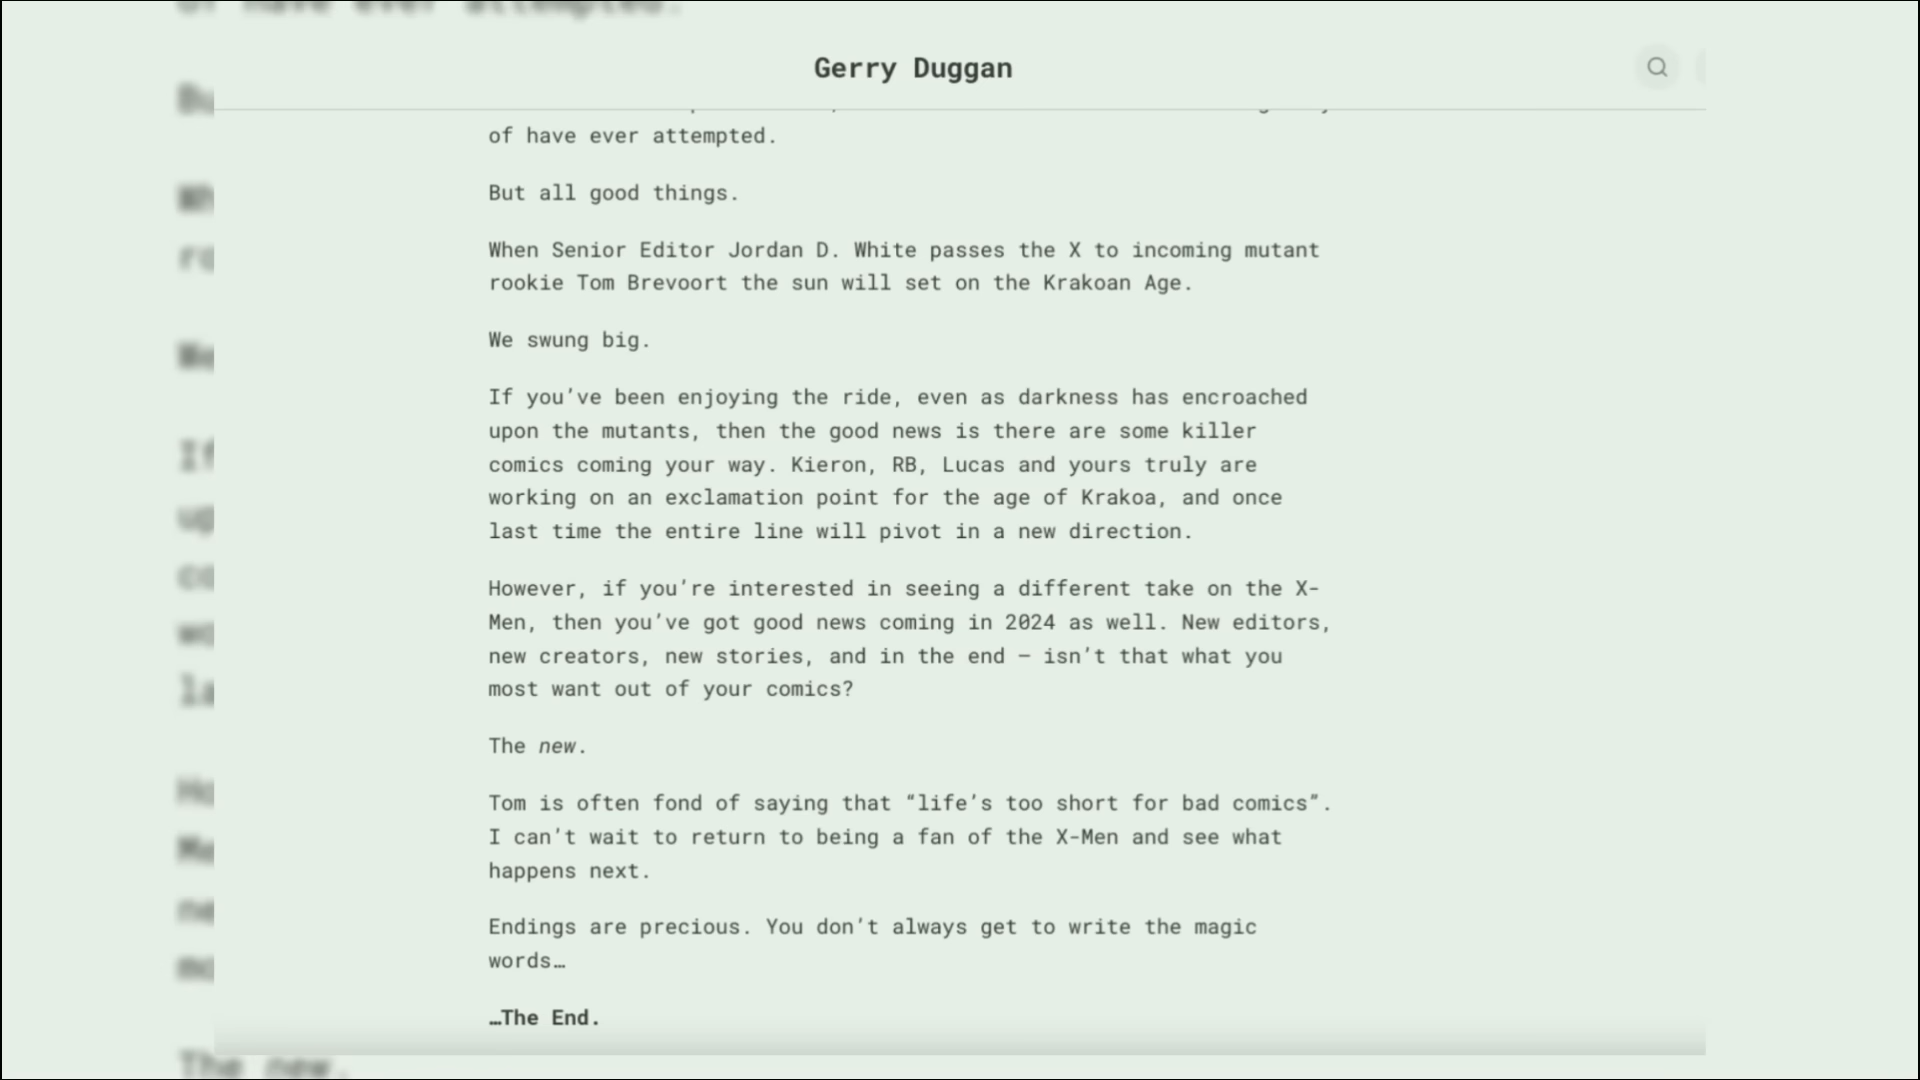 of have ever attempted.
Gerry Duggan
of have ever attempted.
But all good things.
When Senior Editor Jordan D. White passes the X to incoming mutant
rookie Tom Brevoort the sun will set on the Krakoan Age.
We swung big.
If you’ve been enjoying the ride, even as darkness has encroached
upon the mutants, then the good news is there are some killer
comics coming your way. Kieron, RB, Lucas and yours truly are
working on an exclamation point for the age of Krakoa, and once
last time the entire line will pivot in a new direction.
However, if you’re interested in seeing a different take on the X-
Men, then you’ve got good news coming in 2024 as well. New editors,
new creators, new stories, and in the end — isn’t that what you
most want out of your comics?
The new.
Tom is often fond of saying that “life’s too short for bad comics”.
I can't wait to return to being a fan of the X-Men and see what
happens next.
Endings are precious. You don’t always get to write the magic
words…
…The End.
The new.